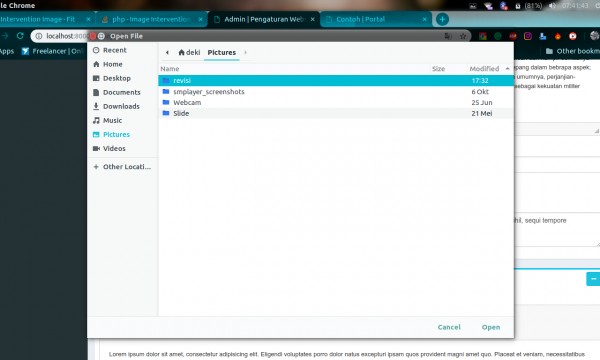 le Chrome
(81%)
07:41:42
Intervention Image - Fit
php - Image Intervention
Admin | Pengaturan Web
Contoh | Portal
localhost:800
Open File
Apps
Freelancer | Onl
Other bookm
Recent
deki
Pictures
Home
Name
Size
Modified
Desktop
revisi
17:32
Documents
smplayer_screenshots
6 Okt
Downloads
Webcam
25 Jun
Music
Slide
21 Mei
Pictures
Videos
Other Locati...
epang dalam bebrapa aspek;
umumnya, perjanjian-
sebagai kekuatan militer
hil, sequi tempore
Cancel
Open
Lorem ipsum dolor sit amet, consectetur adipisicing elit. Eligendi voluptates porro dolor nesciunt excepturi ipsam quos provident magni amet quo. Placeat et veniam, necessitatibus